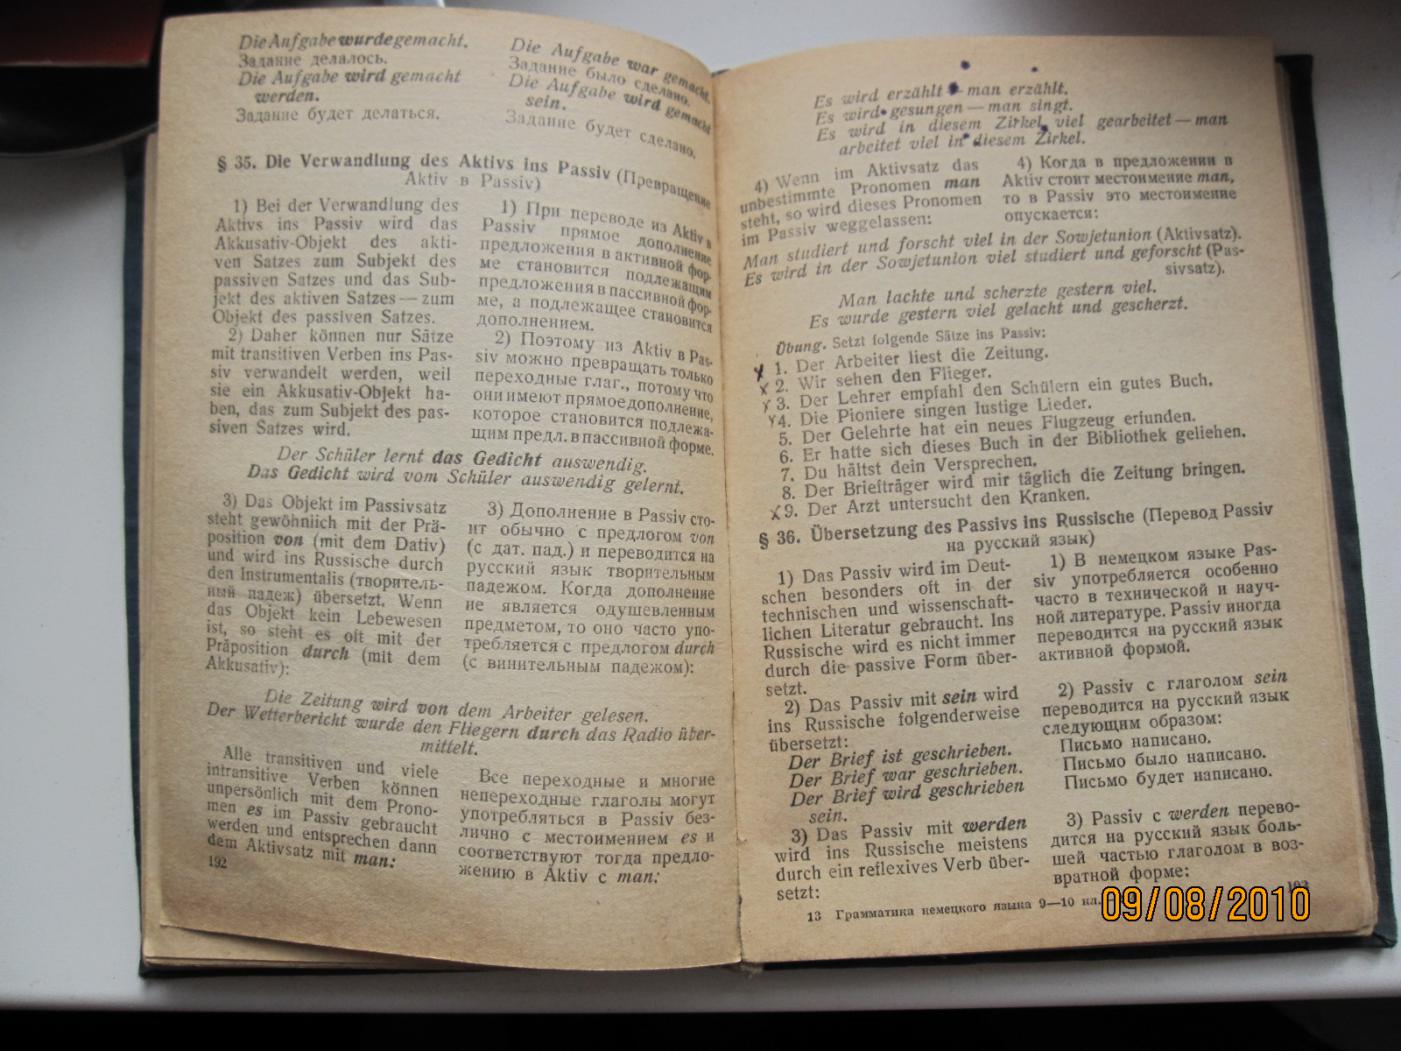 Die Aufgabe wurde gemacht.
Задание делалось.
Die Aufgabe wird gemacht
werden.
Задание будет делаться.
Die Aufgabe war gemacht.
Задание было сделано.
Die Aufgabe wird gemacht
sein.
Задание будет сделано.
§ 35. Die Verwandlung des Aktivs ins Passiv (Превращение
Aktiv в Passiv)
1) Bei der Verwandlung des
Aktivs ins Passiv wird das
Akkusativ-Objekt des akti-
ven Satzes zum Subjekt des
passiven Satzes und das Sub-
jekt des aktiven Satzes — zum
Objekt des passiven Satzes.
2) Daher können nur Sätze
mit transitiven Verben ins Pas-
siv verwandelt werden, weil
sie ein Akkusativ-Objekt ha-
ben, das zum Subjekt des pas-
siven Satzes wird.
1) При переводе из Aktiv в
Passiv прямое дополнение
предложения в активной фор-
ме становится подлежащим
предложения в пассивной фор-
ме, а подлежащее становится
дополнением.
2) Поэтому из Aktiv в Pas-
siv можно превращать только
переходные глаг., потому что
они имеют прямое дополнение,
которое становится подлежа-
щим предл. в пассивной форме.
Der Schüler lernt das Gedicht auswendig.
Das Gedicht wird vom Schüler auswendig gelernt.
3) Das Objekt im Passivsatz
steht gewöhnlich mit der Prä-
position von (mit dem Dativ)
und wird ins Russische durch
den Instrumentalis (творитель-
ный падеж) übersetzt. Wenn
das Objekt kein Lebewesen
ist, so steht es oft mit der
Präposition durch (mit dem
Akkusativ):
3) Дополнение в Passiv сто-
ит обычно с предлогом von
(с дат. пад.) и переводится на
русский язык творительным
падежом. Когда дополнение
не является одушевленным
предметом, то оно часто упо-
требляется с предлогом durch
(с винительным падежом):
Die Zeitung wird von dem Arbeiter gelesen.
Der Wetterbericht wurde den Fliegern durch das Radio über-
mittelt.
Alle transitiven und viele
intransitive Verben können
unpersönlich mit dem Prono-
men es im Passiv gebraucht
werden und entsprechen dann
dem Aktivsatz mit man:
192
Все переходные и многие
непереходные глаголы могут
употребляться в Passiv без-
лично с местоимением es и
соответствуют тогда предло-
жению в Aktiv с man:
Es wird erzählt — man erzählt.
Es wird gesungen — man singt.
Es wird in diesem Zirkel viel gearbeitet — man
arbeitet viel in diesem Zirkel.
4) Wenn im Aktivsatz das
unbestimmte Pronomen man
steht, so wird dieses Pronomen
im Passiv weggelassen:
4) Когда в предложении в
Aktiv стоит местоимение man,
то в Passiv это местоимение
опускается:
Man studiert und forscht viel in der Sowjetunion (Aktivsatz).
Es wird in der Sowjetunion viel studiert und geforscht (Pas-
sivsatz).
Man lachte und scherzte gestern viel.
Es wurde gestern viel gelacht und gescherzt.
Übung. Setzt folgende Sätze ins Passiv:
1. Der Arbeiter liest die Zeitung.
2. Wir sehen den Flieger.
3. Der Lehrer empfahl den Schülern ein gutes Buch.
4. Die Pioniere singen lustige Lieder.
5. Der Gelehrte hat ein neues Flugzeug erfunden.
6. Er hatte sich dieses Buch in der Bibliothek geliehen.
7. Du hältst dein Versprechen.
8. Der Briefträger wird mir täglich die Zeitung bringen.
9. Der Arzt untersucht den Kranken.
§ 36. Übersetzung des Passivs ins Russische (Перевод Passiv
на русский язык)
1) Das Passiv wird im Deut-
schen besonders oft in der
technischen und wissenschaft-
lichen Literatur gebraucht. Ins
Russische wird es nicht immer
durch die passive Form über-
setzt.
2) Das Passiv mit sein wird
ins Russische folgenderweise
übersetzt:
Der Brief ist geschrieben.
Der Brief war geschrieben.
Der Brief wird geschrieben
sein.
3) Das Passiv mit werden
wird ins Russische meistens
durch ein reflexives Verb über-
setzt:
1) В немецком языке Pas-
siv употребляется особенно
часто в технической и науч-
ной литературе. Passiv иногда
переводится на русский язык
активной формой.
2) Passiv с глаголом sein
переводится на русский язык
следующим образом:
Письмо написано.
Письмо было написано.
Письмо будет написано.
3) Passiv с werden перево-
дится на русский язык боль-
шей частью глаголом в воз-
вратной форме:
13 Грамматика немецкого языка 9—10 кл.
193
09/08/2010